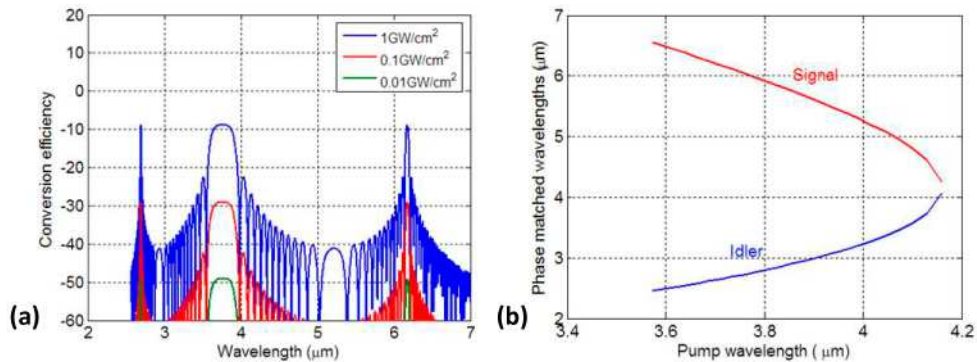 (a)
Conversion efficiency
20
10
0
-10
-20
-30
-40
-50
-60
1GW/cm²
0.1GW/cm²
0.01GW/cm²
2 3 4 5 6 7
Wavelength (μm)
(b)
Phase matched wavelengths (μm)
7
6
5
4
3
2
Signal
Idler
3.4 3.6 3.8 4 4.2
Pump wavelength ( μm)